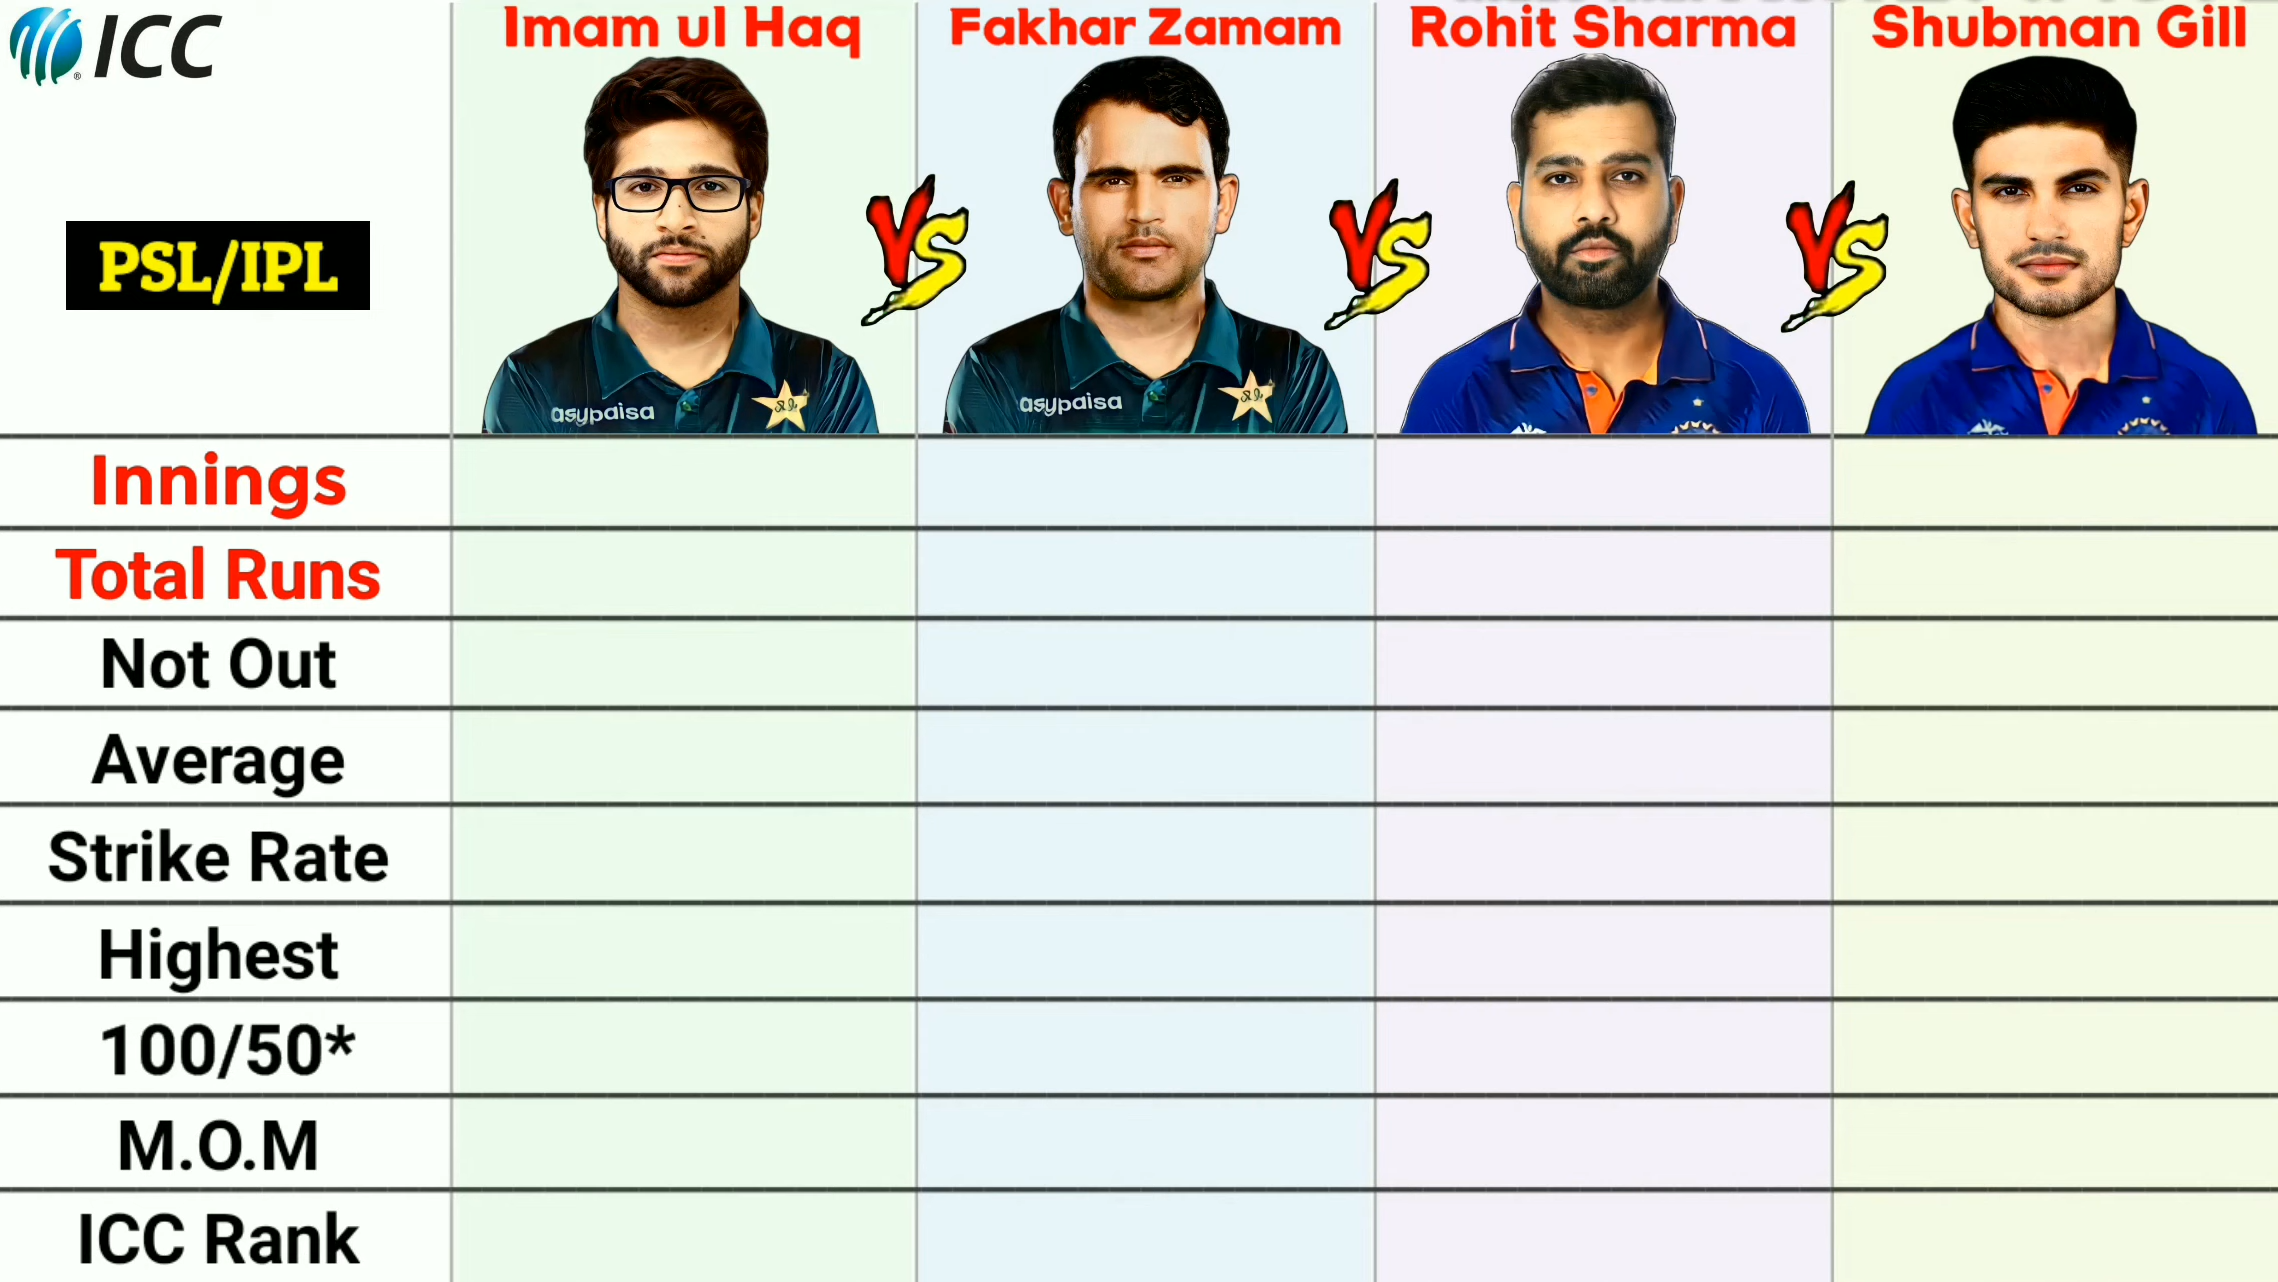 ICC
Imam ul Haq
Fakhar Zamam
Rohit Sharma
Shubman Gill
PSL/IPL
VS
VS
VS
asypaisa
asypaisa
Innings
Total Runs
Not Out
Average
Strike Rate
Highest
100/50*
M.O.M
ICC Rank